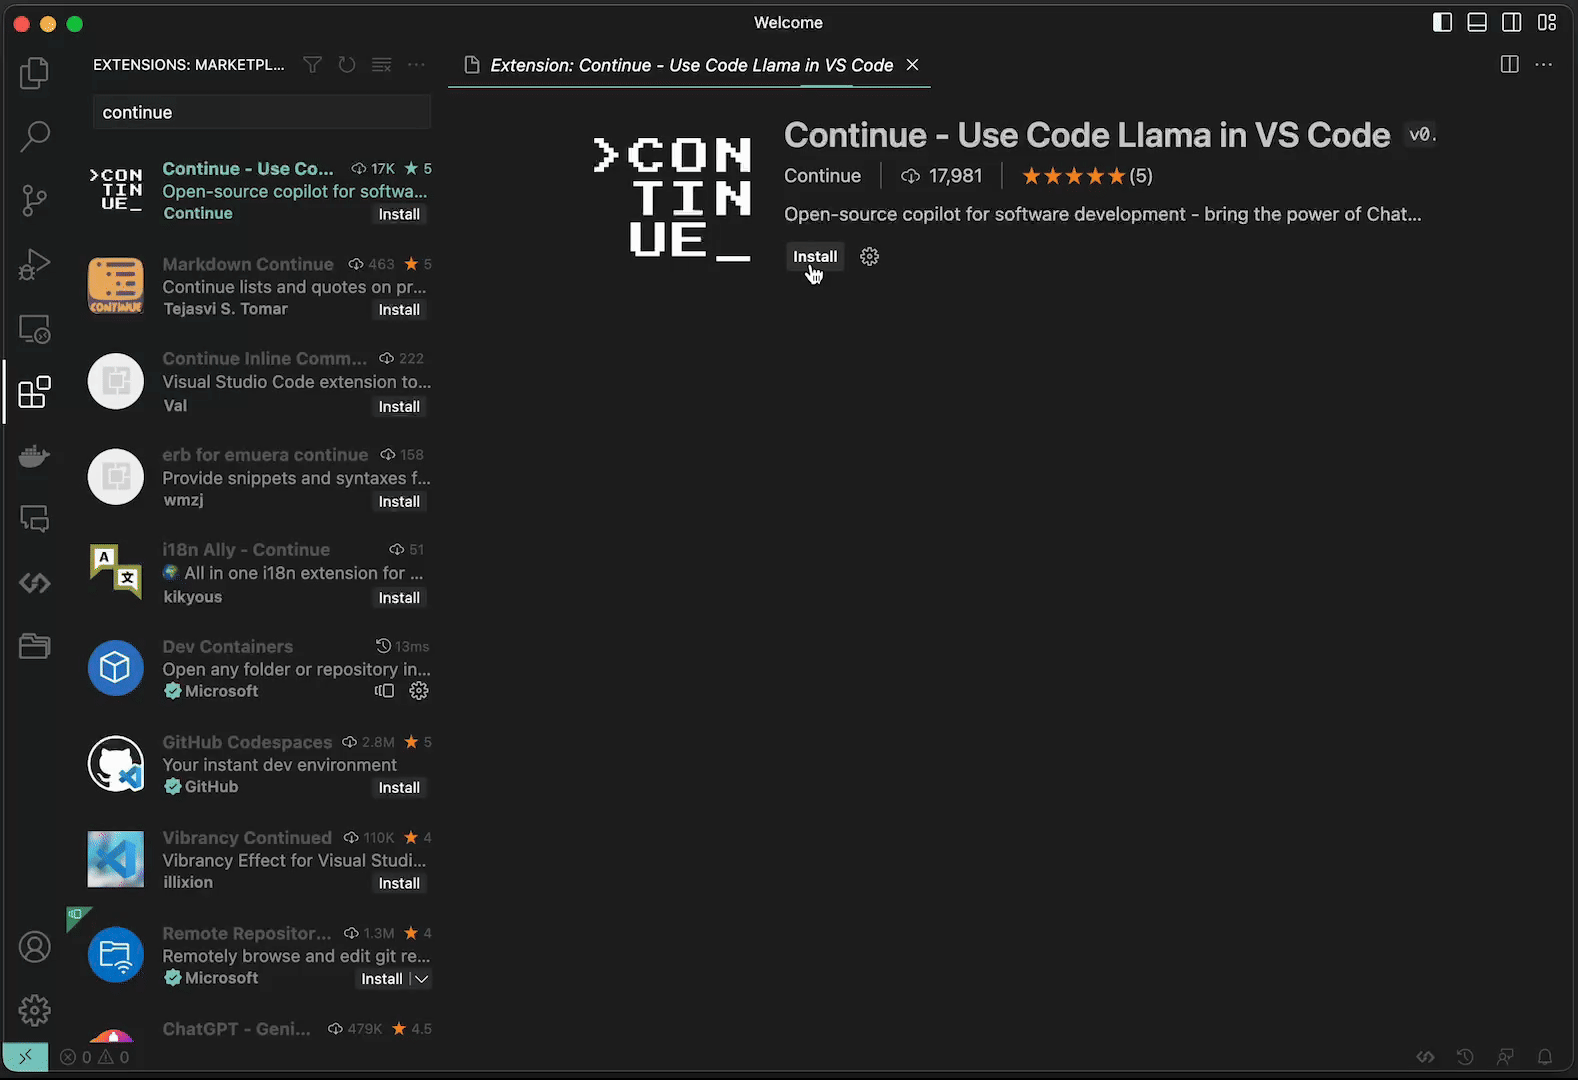 Welcome
EXTENSIONS: MARKETPL...
continue
>CON
TIN
UE_
Continue - Use Co... 17K ★ 5
Open-source copilot for softwa...
Continue Install
CONTINUE
Markdown Continue 463 ★ 5
Continue lists and quotes on pr...
Tejasvi S. Tomar Install
Continue Inline Comm... 222
Visual Studio Code extension to...
Val Install
erb for emuera continue 158
Provide snippets and syntaxes f...
wmzj Install
A
文
i18n Ally - Continue 51
🌍 All in one i18n extension for ...
kikyous Install
Dev Containers 13ms
Open any folder or repository in...
Microsoft
GitHub Codespaces 2.8M ★ 5
Your instant dev environment
GitHub Install
Vibrancy Continued 110K ★ 4
Vibrancy Effect for Visual Studi...
illixion Install
Remote Repositor... 1.3M ★ 4
Remotely browse and edit git re...
Microsoft Install
ChatGPT - Geni... 479K ★ 4.5
0 0
Extension: Continue - Use Code Llama in VS Code
>CON
TIN
UE_
Continue - Use Code Llama in VS Code v0.
Continue 17,981 ★★★★★(5)
Open-source copilot for software development - bring the power of Chat...
Install